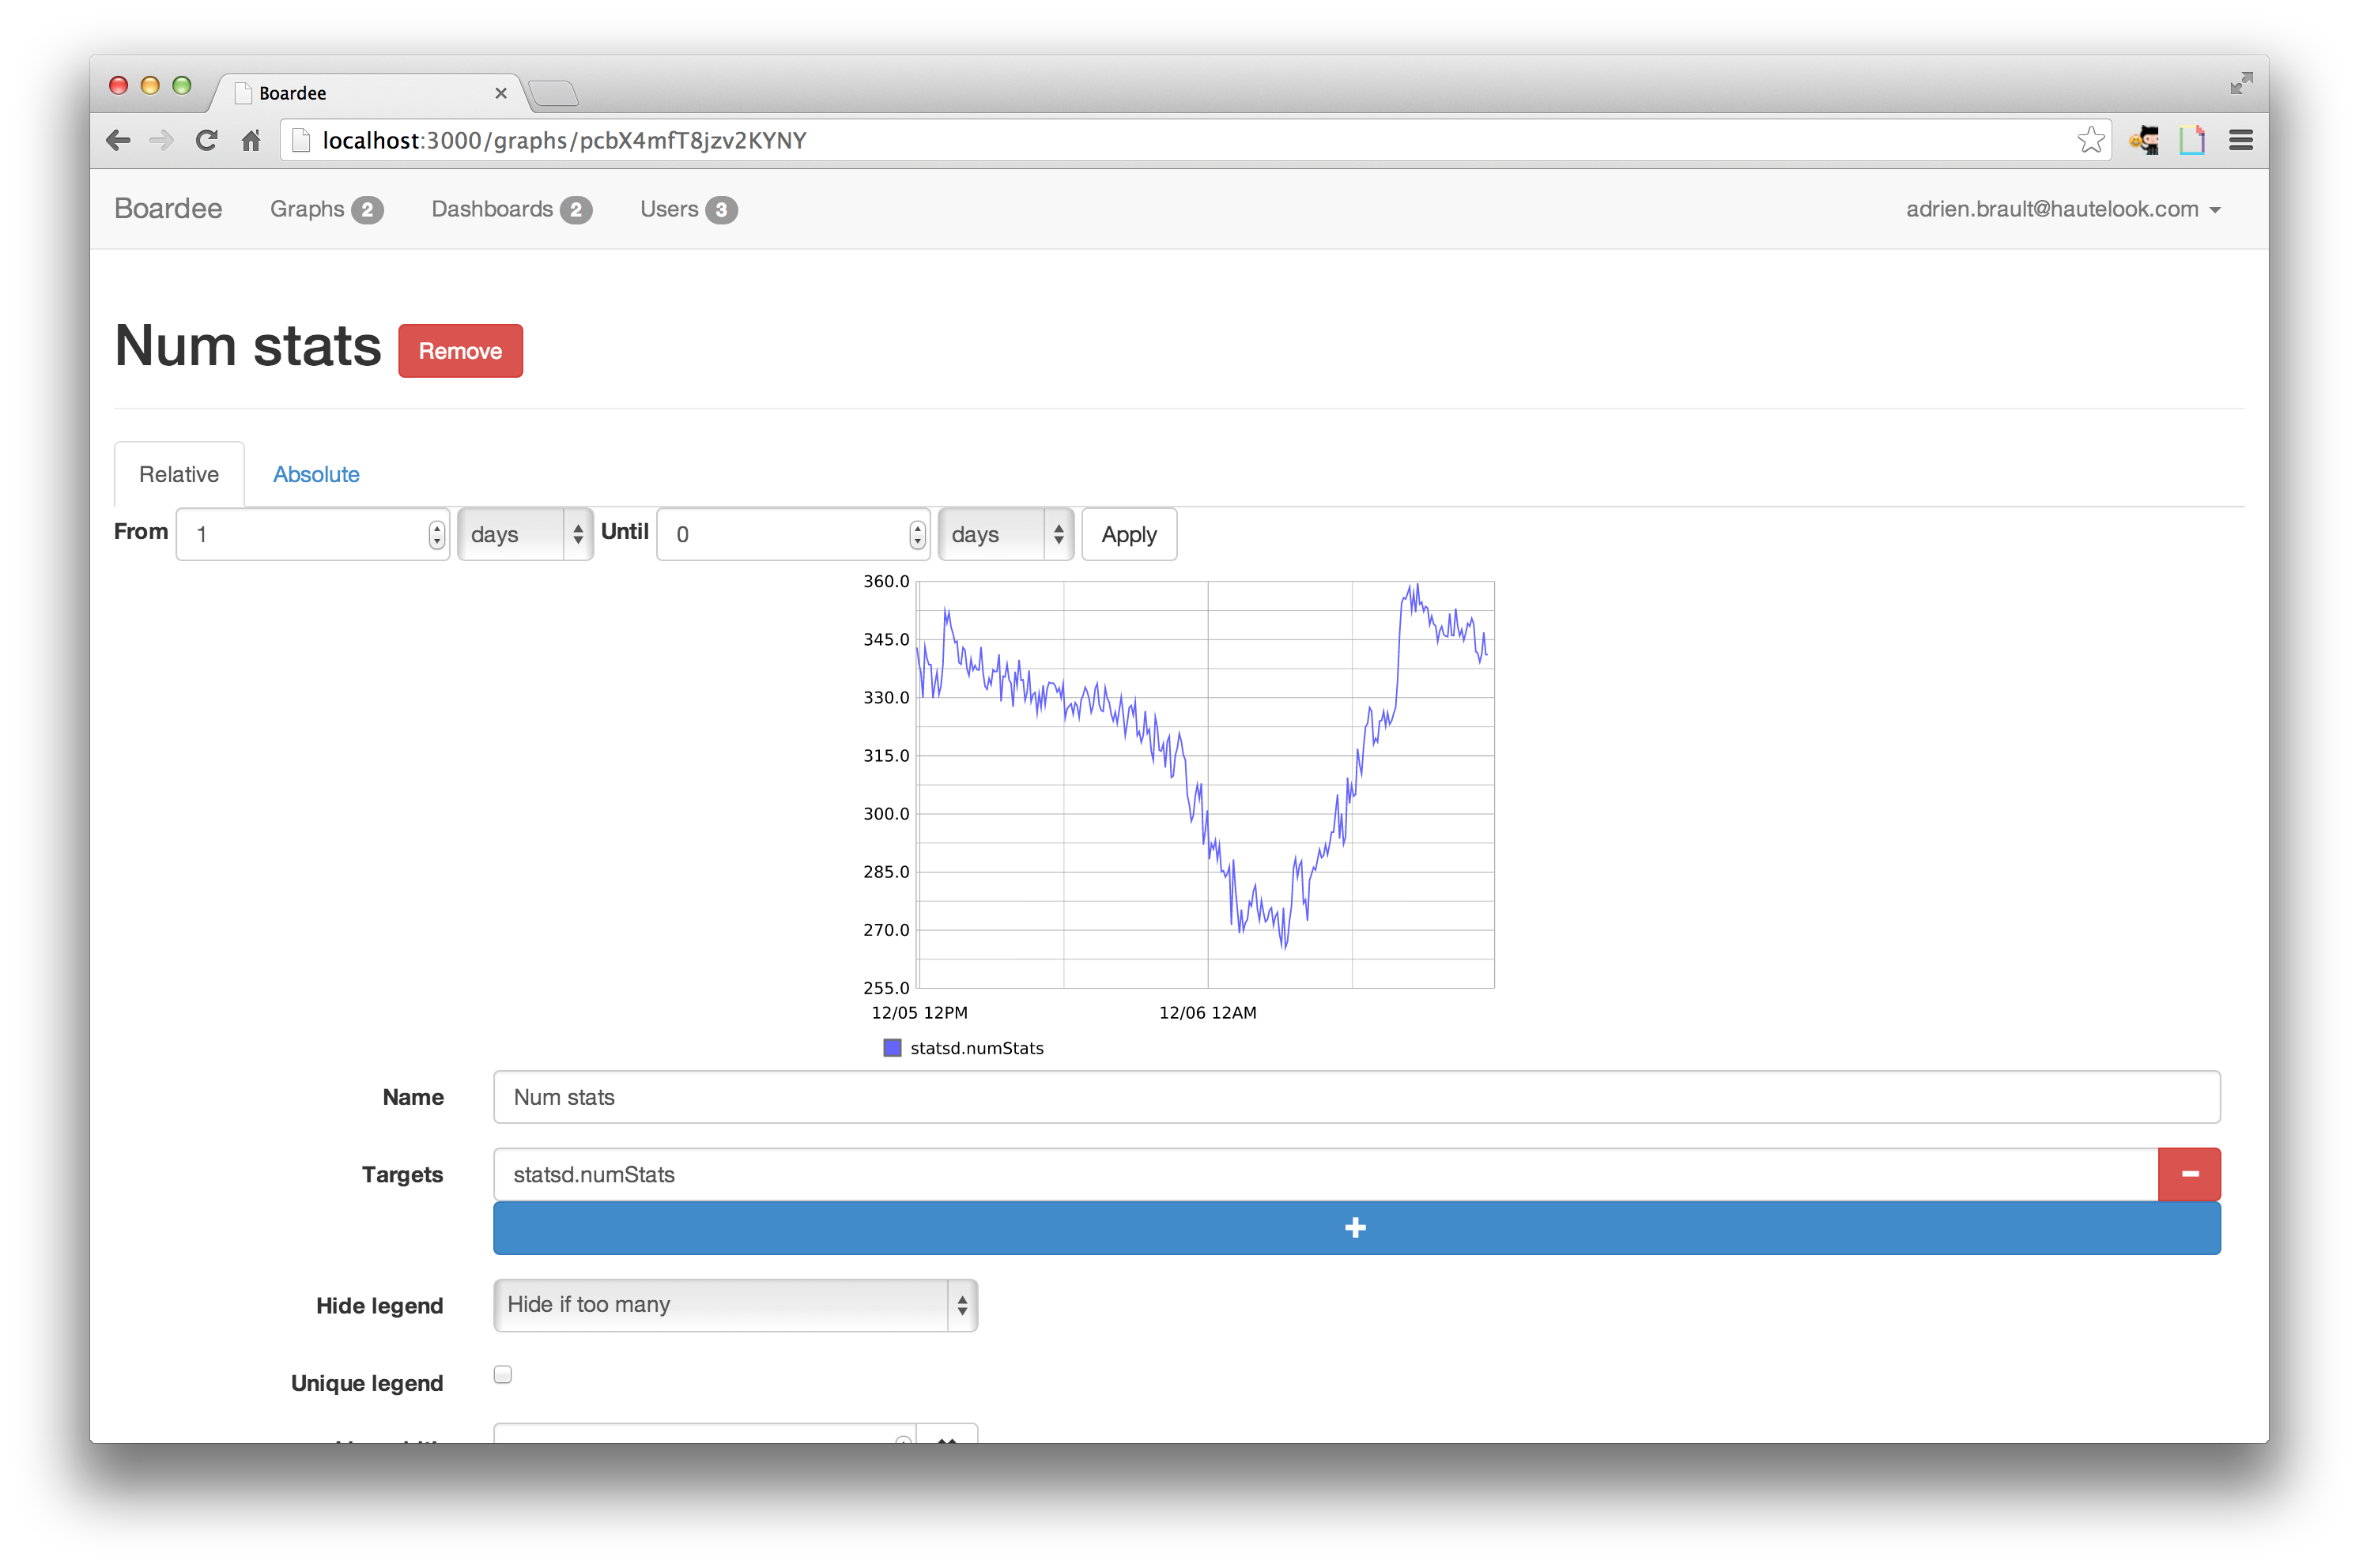 Boardee
localhost:3000/graphs/pcbX4mfT8jzv2KYNY
Boardee Graphs 2 Dashboards 2 Users 3 adrien.brault@hautelook.com
Num stats Remove
Relative Absolute
From 1 days Until 0 days Apply
360.0
345.0
330.0
315.0
300.0
285.0
270.0
255.0
12/05 12PM 12/06 12AM
statsd.numStats
Name Num stats
Targets statsd.numStats
Hide legend Hide if too many
Unique legend